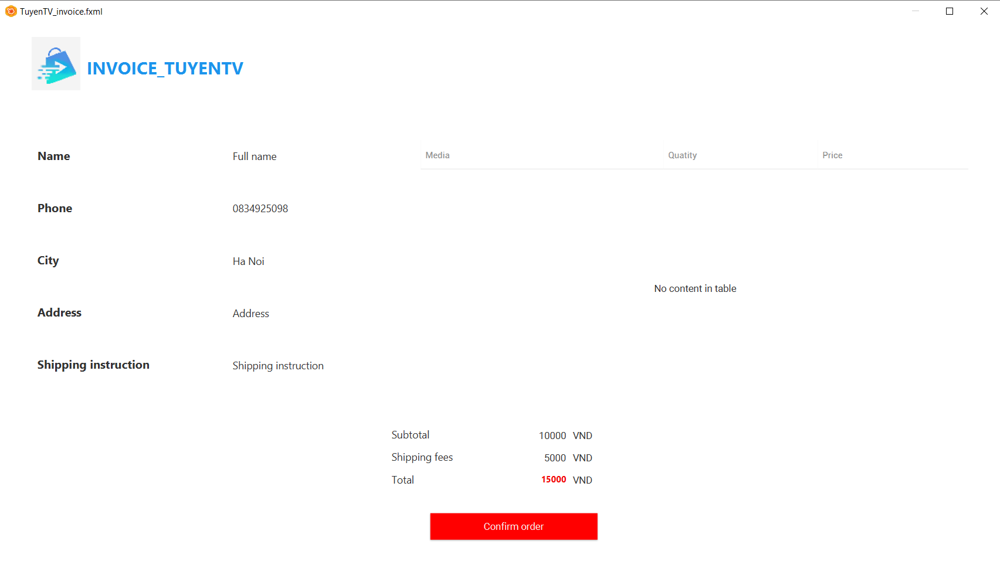 TuyenTV_invoice.fxml
INVOICE_TUYENTV
Name Full name
Phone 0834925098
City Ha Noi
Address Address
Shipping instruction Shipping instruction
Media Quatity Price
No content in table
Subtotal 10000 VND
Shipping fees 5000 VND
Total 15000 VND
Confirm order